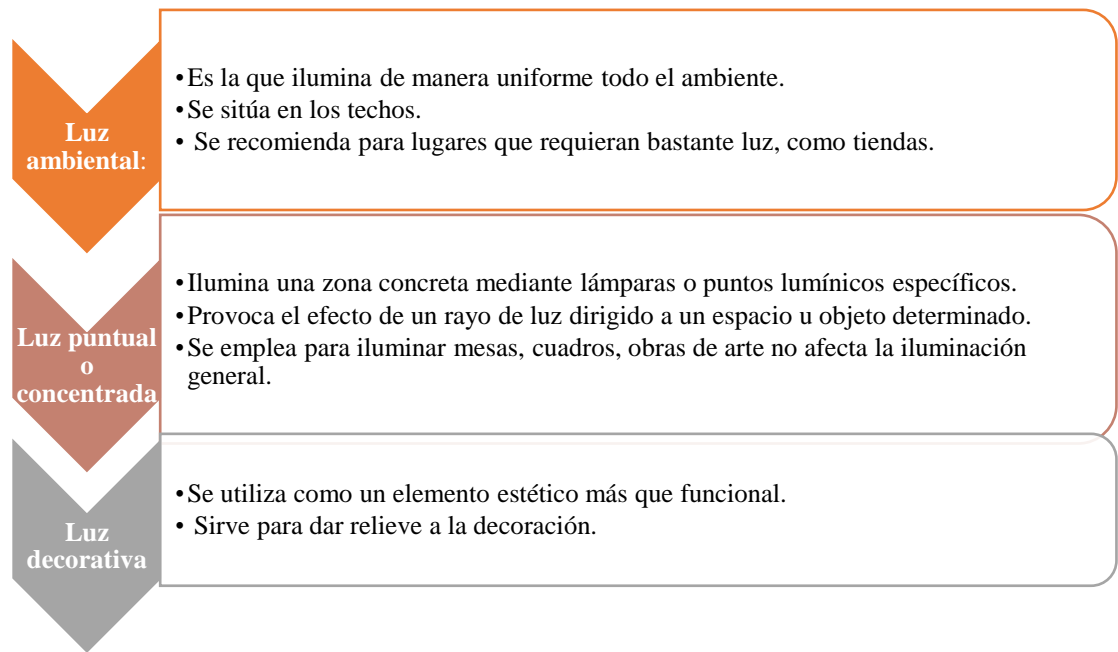 Luz
ambiental:
•Es la que ilumina de manera uniforme todo el ambiente.
•Se sitúa en los techos.
• Se recomienda para lugares que requieran bastante luz, como tiendas.
Luz puntual
o
concentrada
•Ilumina una zona concreta mediante lámparas o puntos lumínicos específicos.
•Provoca el efecto de un rayo de luz dirigido a un espacio u objeto determinado.
•Se emplea para iluminar mesas, cuadros, obras de arte no afecta la iluminación
general.
Luz
decorativa
•Se utiliza como un elemento estético más que funcional.
• Sirve para dar relieve a la decoración.